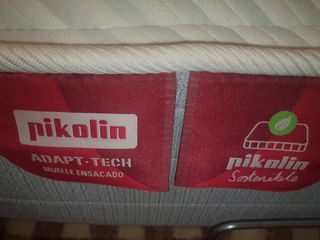 pikolin
ADAPT-TECH
MUELLE ENSACADO
pikolin
Sostenible